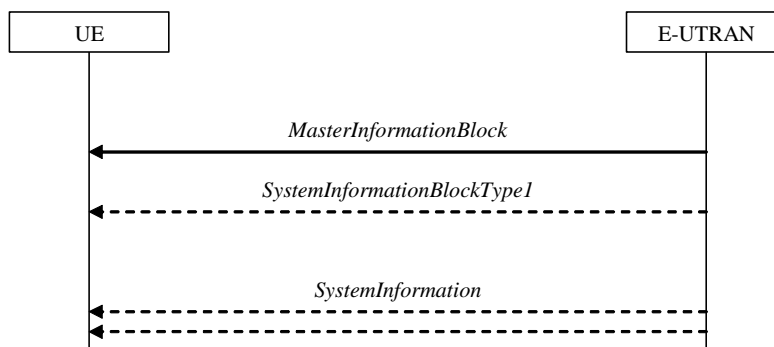 UE
E-UTRAN
MasterInformationBlock
SystemInformationBlockType1
SystemInformation